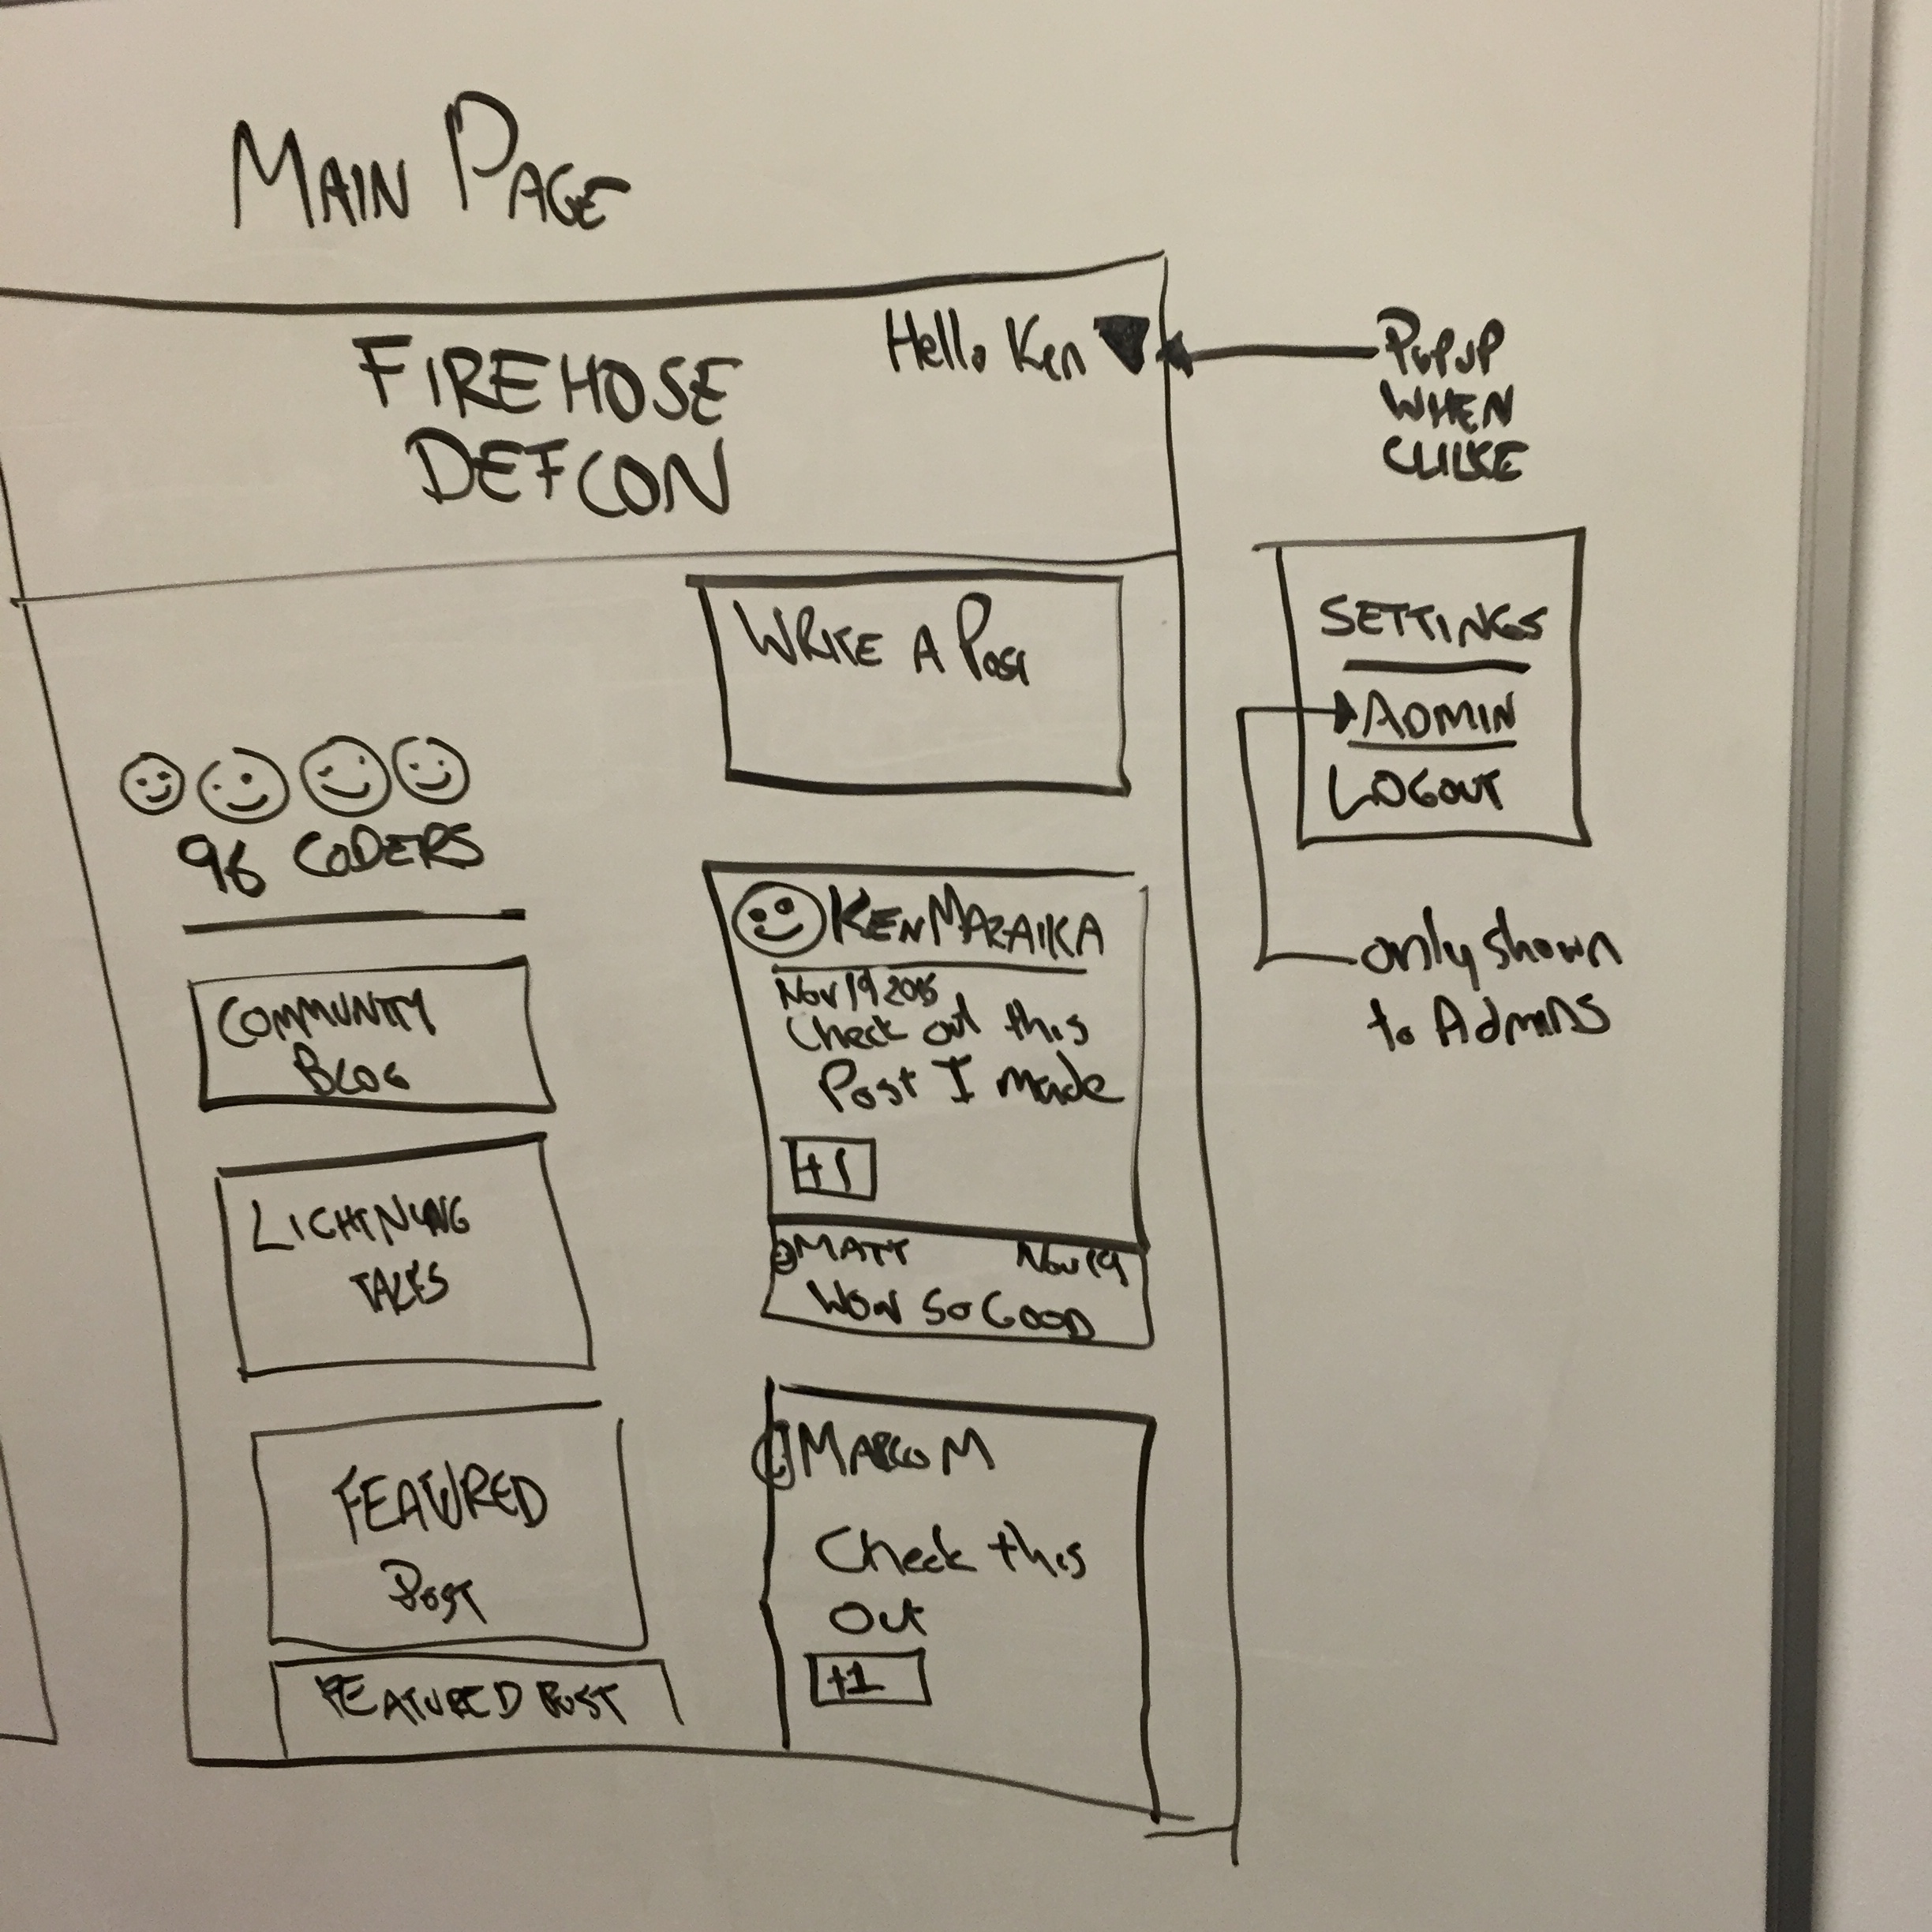 MAIN PAGE
FIREHOSE
DEFCON
Hello Ken
POPUP
WHEN
CLICKE
SETTINGS
ADMIN
LOGOUT
only shown
to Admins
WRITE A POST
96 CODERS
COMMUNITY
BLOG
LIGHTNING
TALKS
FEATURED
POST
FEATURED POST
KEN MAZAIKA
Nov 19 2015
Check out this
Post I made
+1
MATT Nov 19
WOW SO GOOD
MARCO M
Check this
Out
+1